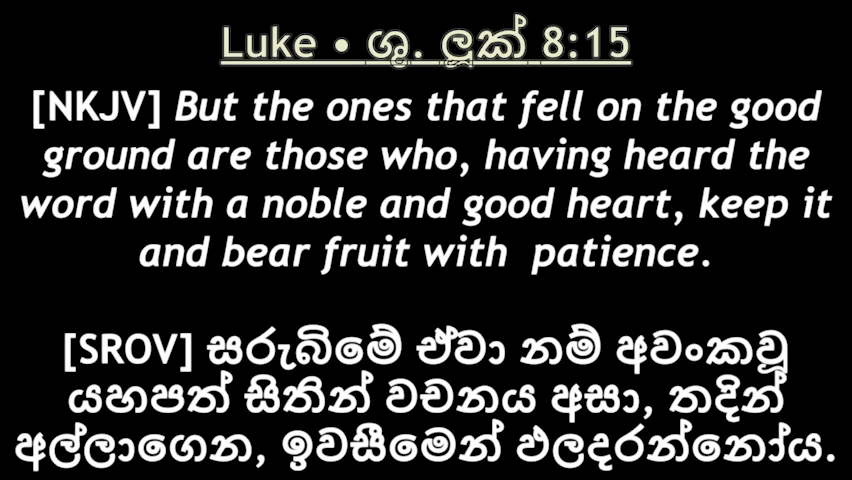 Luke • ශු. ලූක් 8:15
[NKJV] But the ones that fell on the good
ground are those who, having heard the
word with a noble and good heart, keep it
and bear fruit with  patience.
[SROV] සරුබිමේ ඒවා නම් අවංකවූ
යහපත් සිතින් වචනය අසා, තදින්
අල්ලාගෙන, ඉවසීමෙන් ඵලදරන්නෝය.